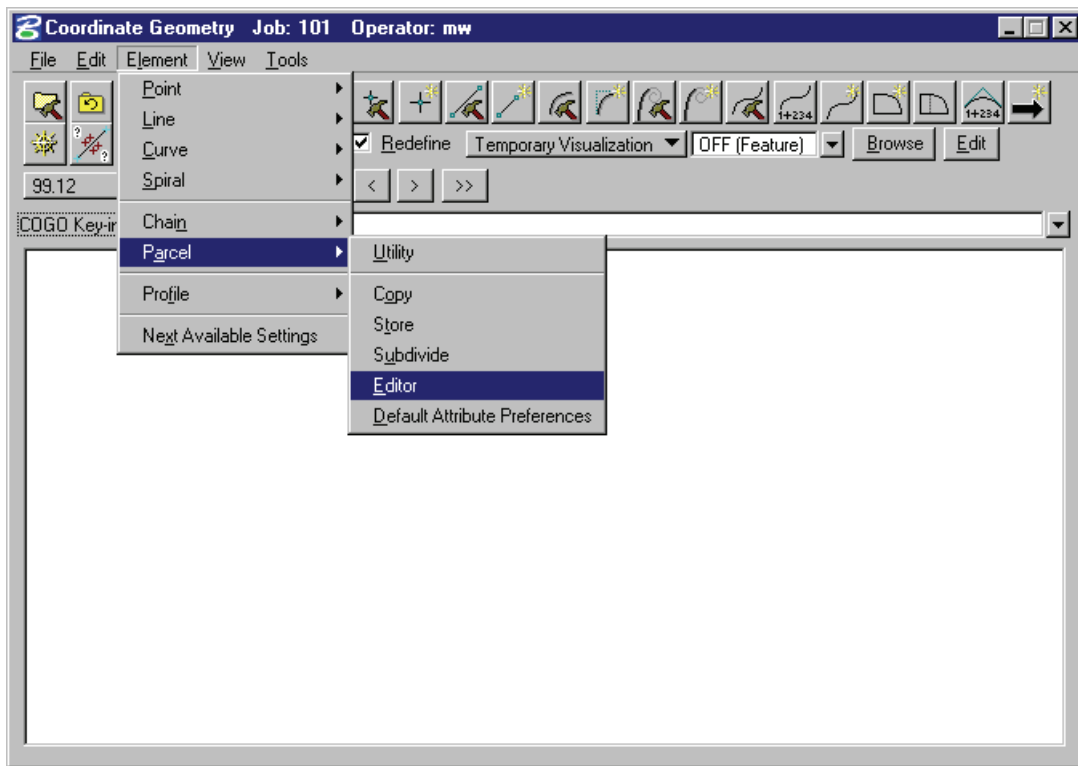 Coordinate Geometry Job: 101 Operator: mw
File Edit Element View Tools
Point
Line
Curve
Spiral
Chain
Parcel
Profile
Next Available Settings
1+234
1+234
Redefine Temporary Visualization OFF (Feature) Browse Edit
99.12 < > >>
COGO Key-in
Utility
Copy
Store
Subdivide
Editor
Default Attribute Preferences